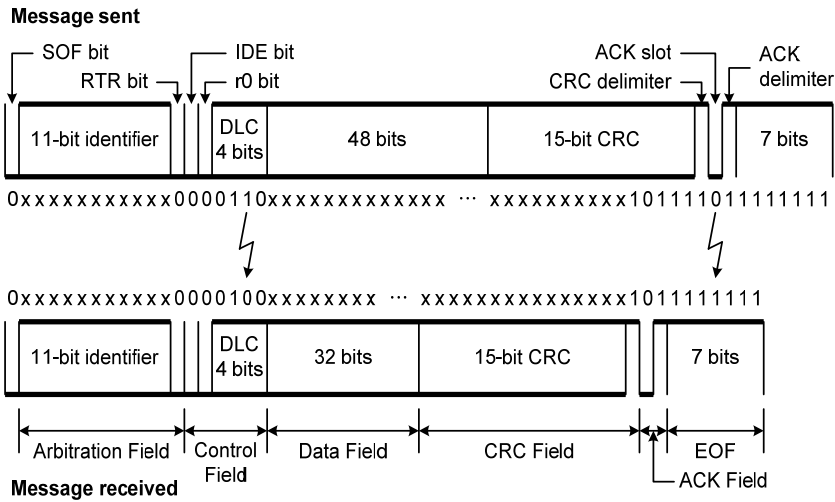 Message sent
SOF bit
IDE bit
ACK slot
ACK delimiter
RTR bit
r0 bit
CRC delimiter
11-bit identifier
DLC
4 bits
48 bits
15-bit CRC
7 bits
0xxxxxxxxxxx0000110xxxxxxxxxxxxx ··· xxxxxxxxxx101111011111111
0xxxxxxxxxxx0000100xxxxxxxx ··· xxxxxxxxxxxxxxx1011111111
11-bit identifier
DLC
4 bits
32 bits
15-bit CRC
7 bits
Arbitration Field
Control Field
Data Field
CRC Field
EOF
ACK Field
Message received